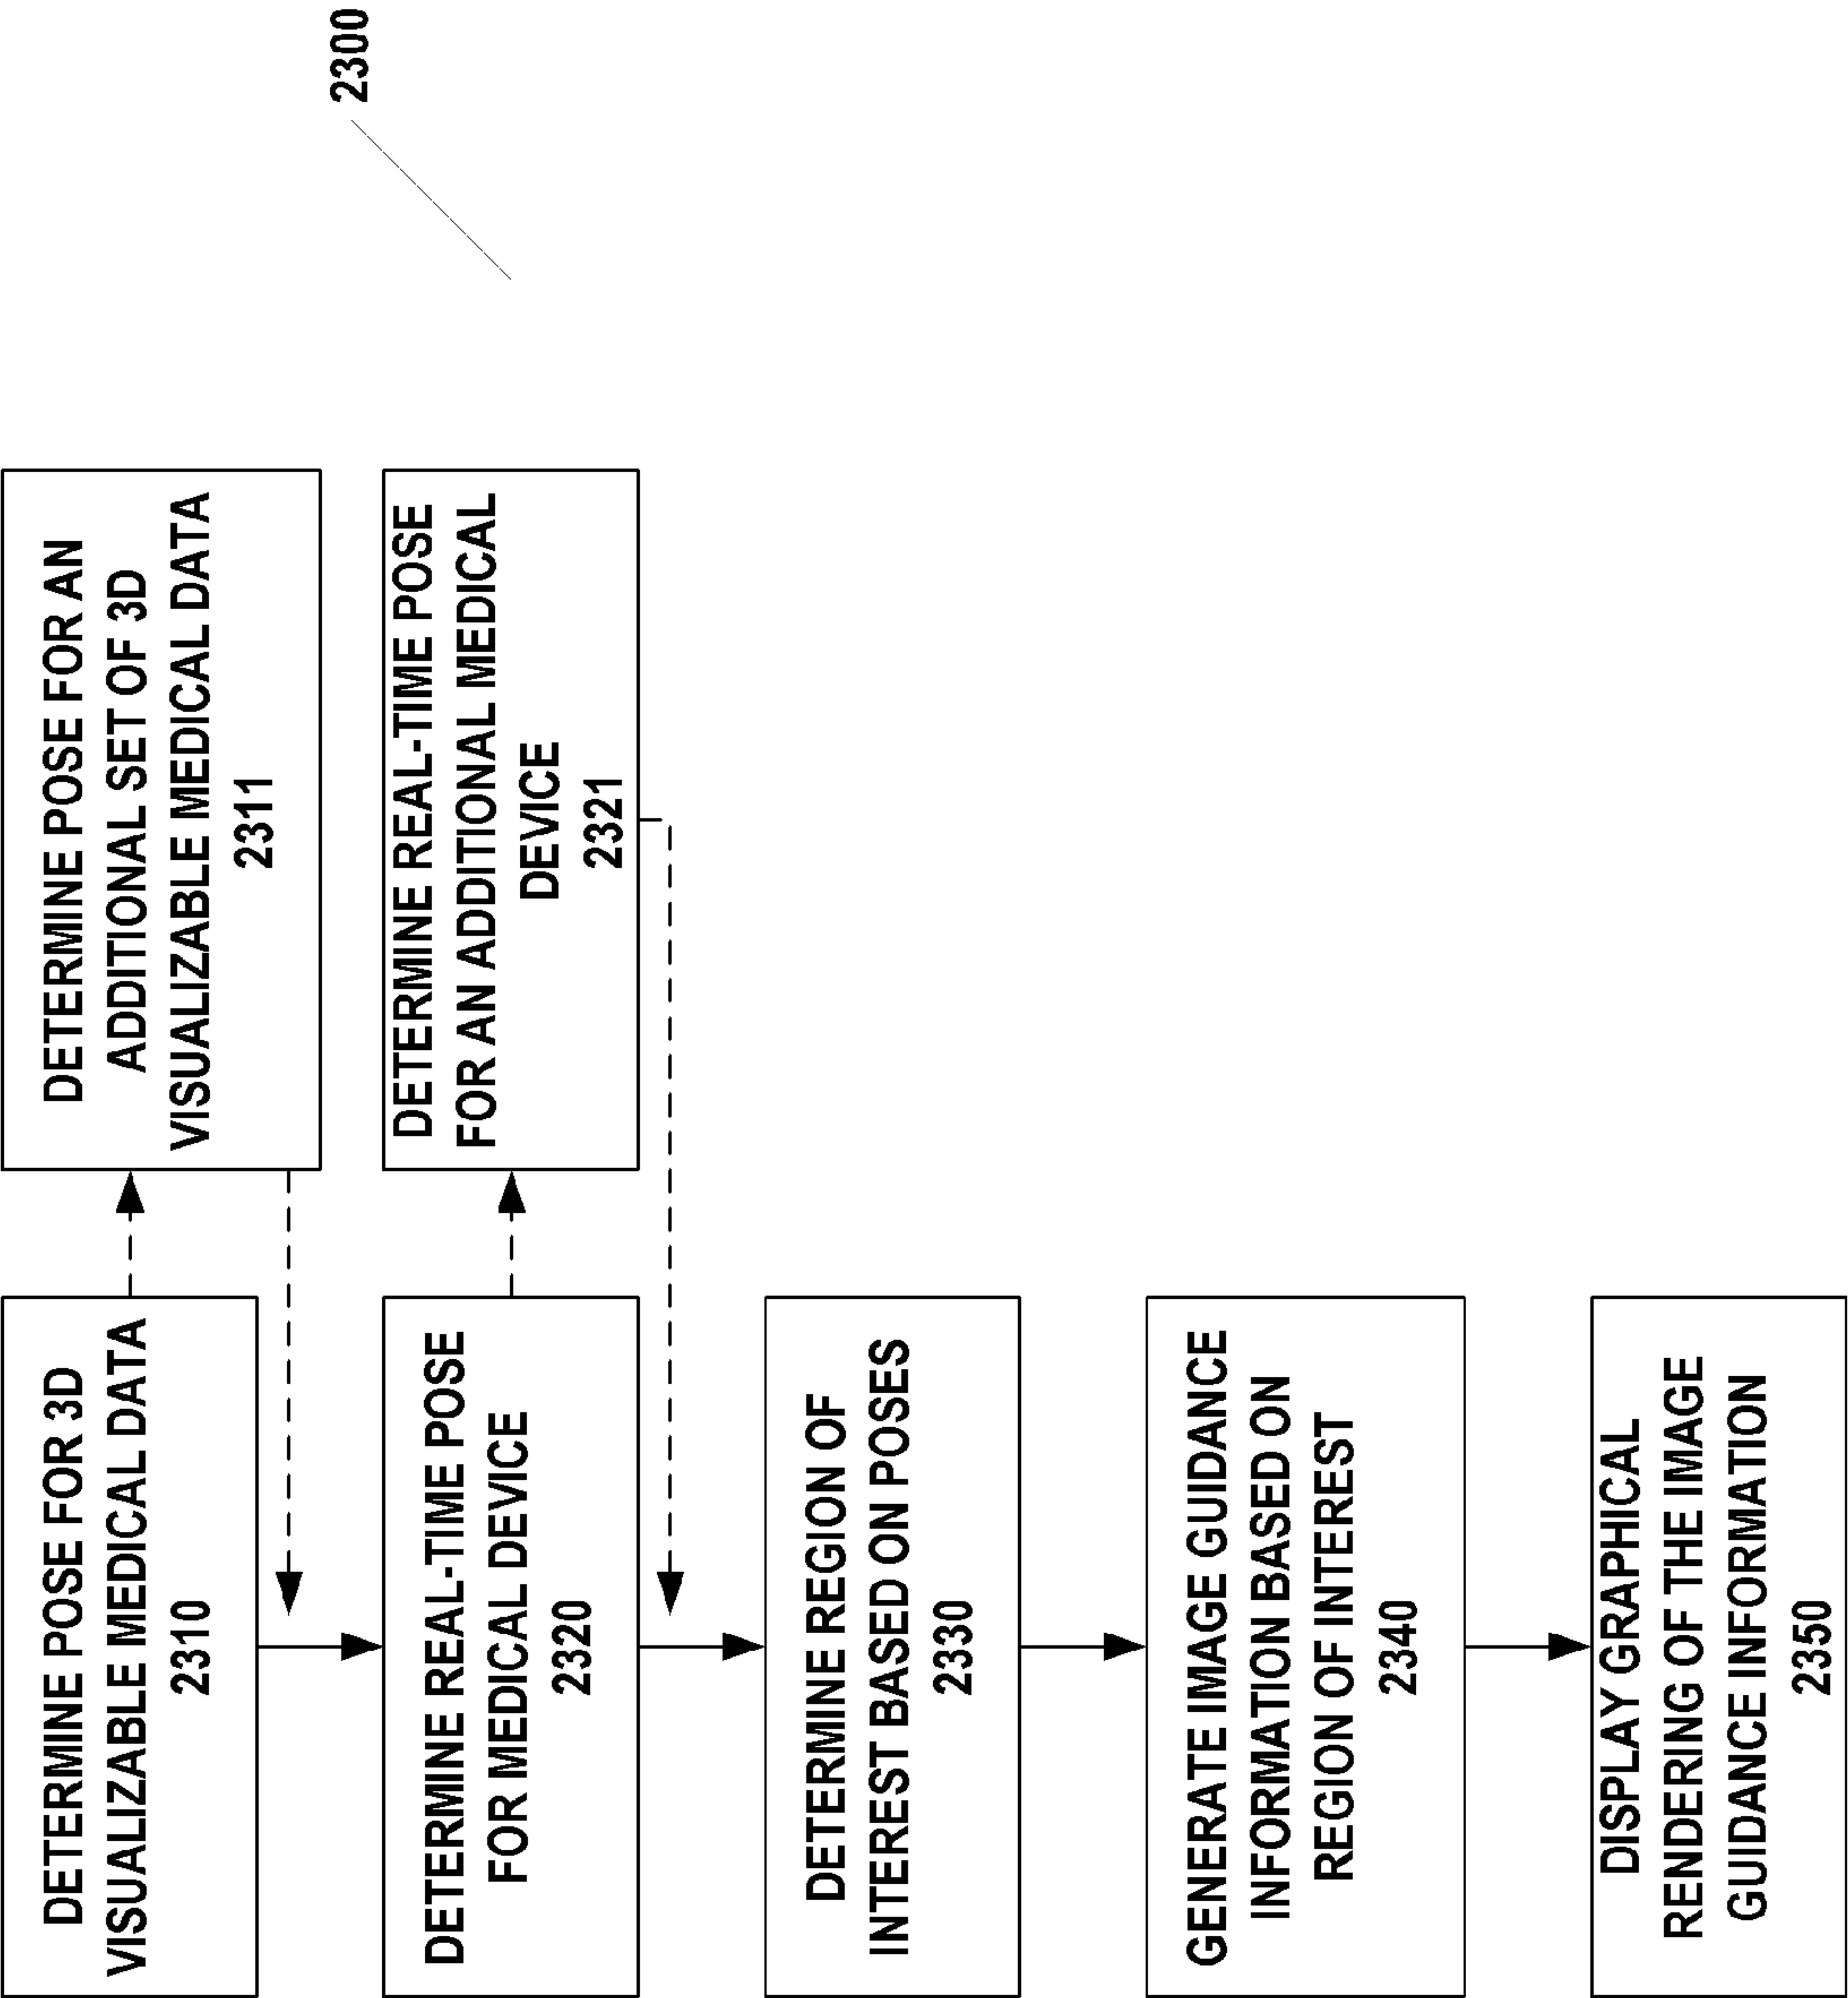 2300
DETERMINE POSE FOR 3D
VISUALIZABLE MEDICAL DATA
2310
DETERMINE POSE FOR AN
ADDITIONAL SET OF 3D
VISUALIZABLE MEDICAL DATA
2311
DETERMINE REAL-TIME POSE
FOR MEDICAL DEVICE
2320
DETERMINE REAL-TIME POSE
FOR AN ADDITIONAL MEDICAL
DEVICE
2321
DETERMINE REGION OF
INTEREST BASED ON POSES
2330
GENERATE IMAGE GUIDANCE
INFORMATION BASED ON
REGION OF INTEREST
2340
DISPLAY GRAPHICAL
RENDERING OF THE IMAGE
GUIDANCE INFORMATION
2350